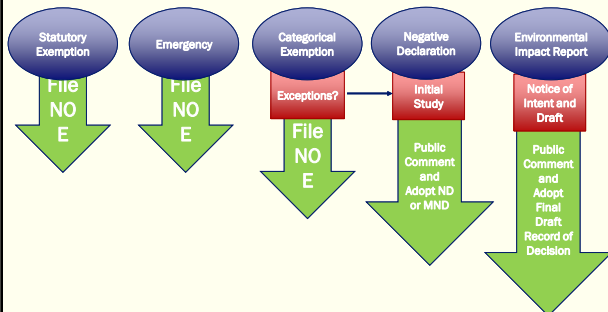 Statutory
Exemption
Emergency
Categorical
Exemption
Negative
Declaration
Environmental
Impact Report
File
NO
E
File
NO
E
Exceptions?
File
NO
E
Initial
Study
Public
Comment
and
Adopt ND
or MND
Notice of
Intent and
Draft
Public
Comment
and
Adopt
Final
Draft
Record of
Decision